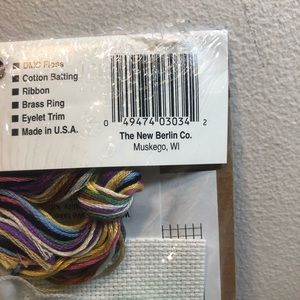 DMC Floss
Cotton Batting
Ribbon
Brass Ring
Eyelet Trim
Made in U.S.A.
0 49474 03034 2
The New Berlin Co.
Muskego, WI